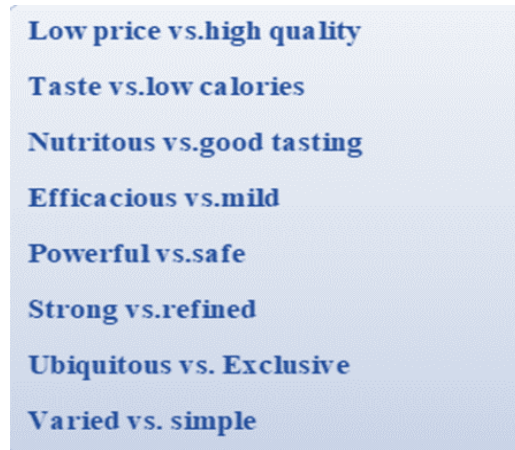 Low price vs.high quality
Taste vs.low calories
Nutritous vs.good tasting
Efficacious vs.mild
Powerful vs.safe
Strong vs.refined
Ubiquitous vs. Exclusive
Varied vs. simple